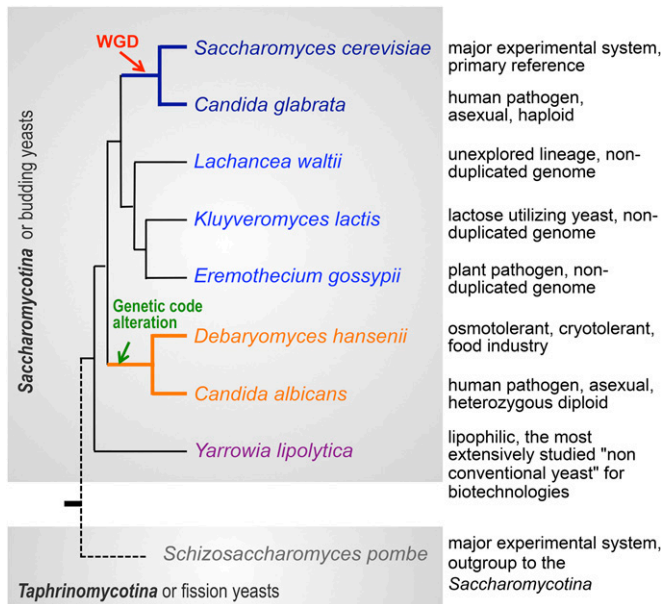 WGD
Saccharomyces cerevisiae
major experimental system,
primary reference
Candida glabrata
human pathogen,
asexual, haploid
Lachancea waltii
unexplored lineage, non-
duplicated genome
Kluyveromyces lactis
lactose utilizing yeast, non-
duplicated genome
Eremothecium gossypii
plant pathogen, non-
duplicated genome
Genetic code
alteration
Debaryomyces hansenii
osmotolerant, cryotolerant,
food industry
Candida albicans
human pathogen, asexual,
heterozygous diploid
Yarrowia lipolytica
lipophilic, the most
extensively studied "non
conventional yeast" for
biotechnologies
Saccharomycotina or budding yeasts
Schizosaccharomyces pombe
major experimental system,
outgroup to the
Saccharomycotina
Taphrinomycotina or fission yeasts